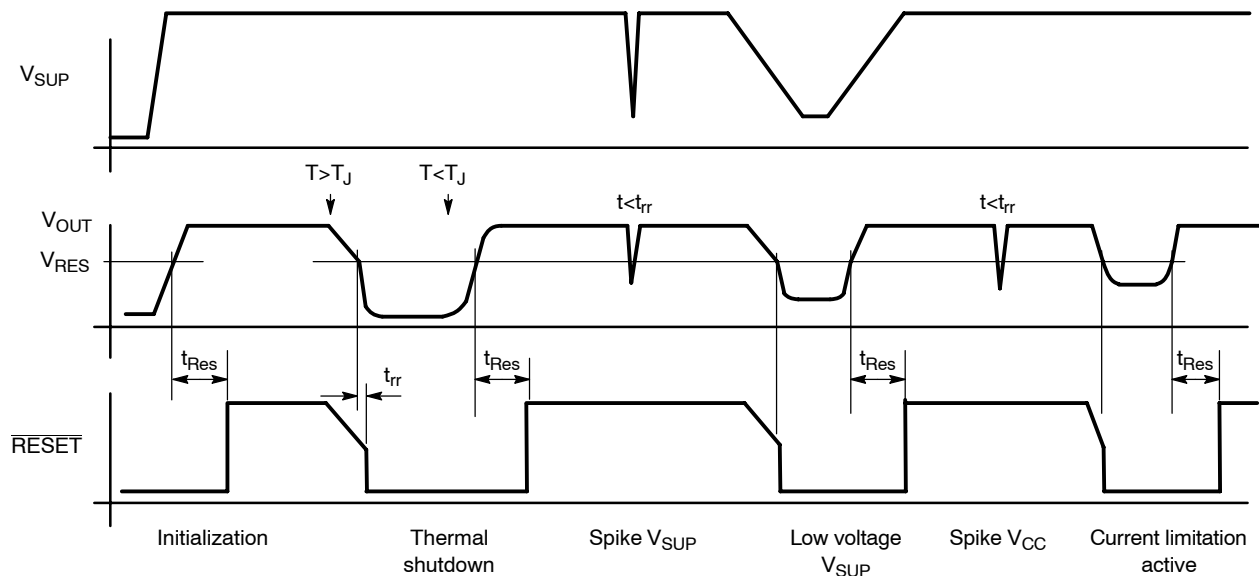 V_SUP
T>T_J
T<T_J
V_OUT
t<t_rr
t<t_rr
V_RES
t_Res
t_rr
t_Res
t_Res
t_Res
RESET
Initialization
Thermal
shutdown
Spike V_SUP
Low voltage
V_SUP
Spike V_CC
Current limitation
active